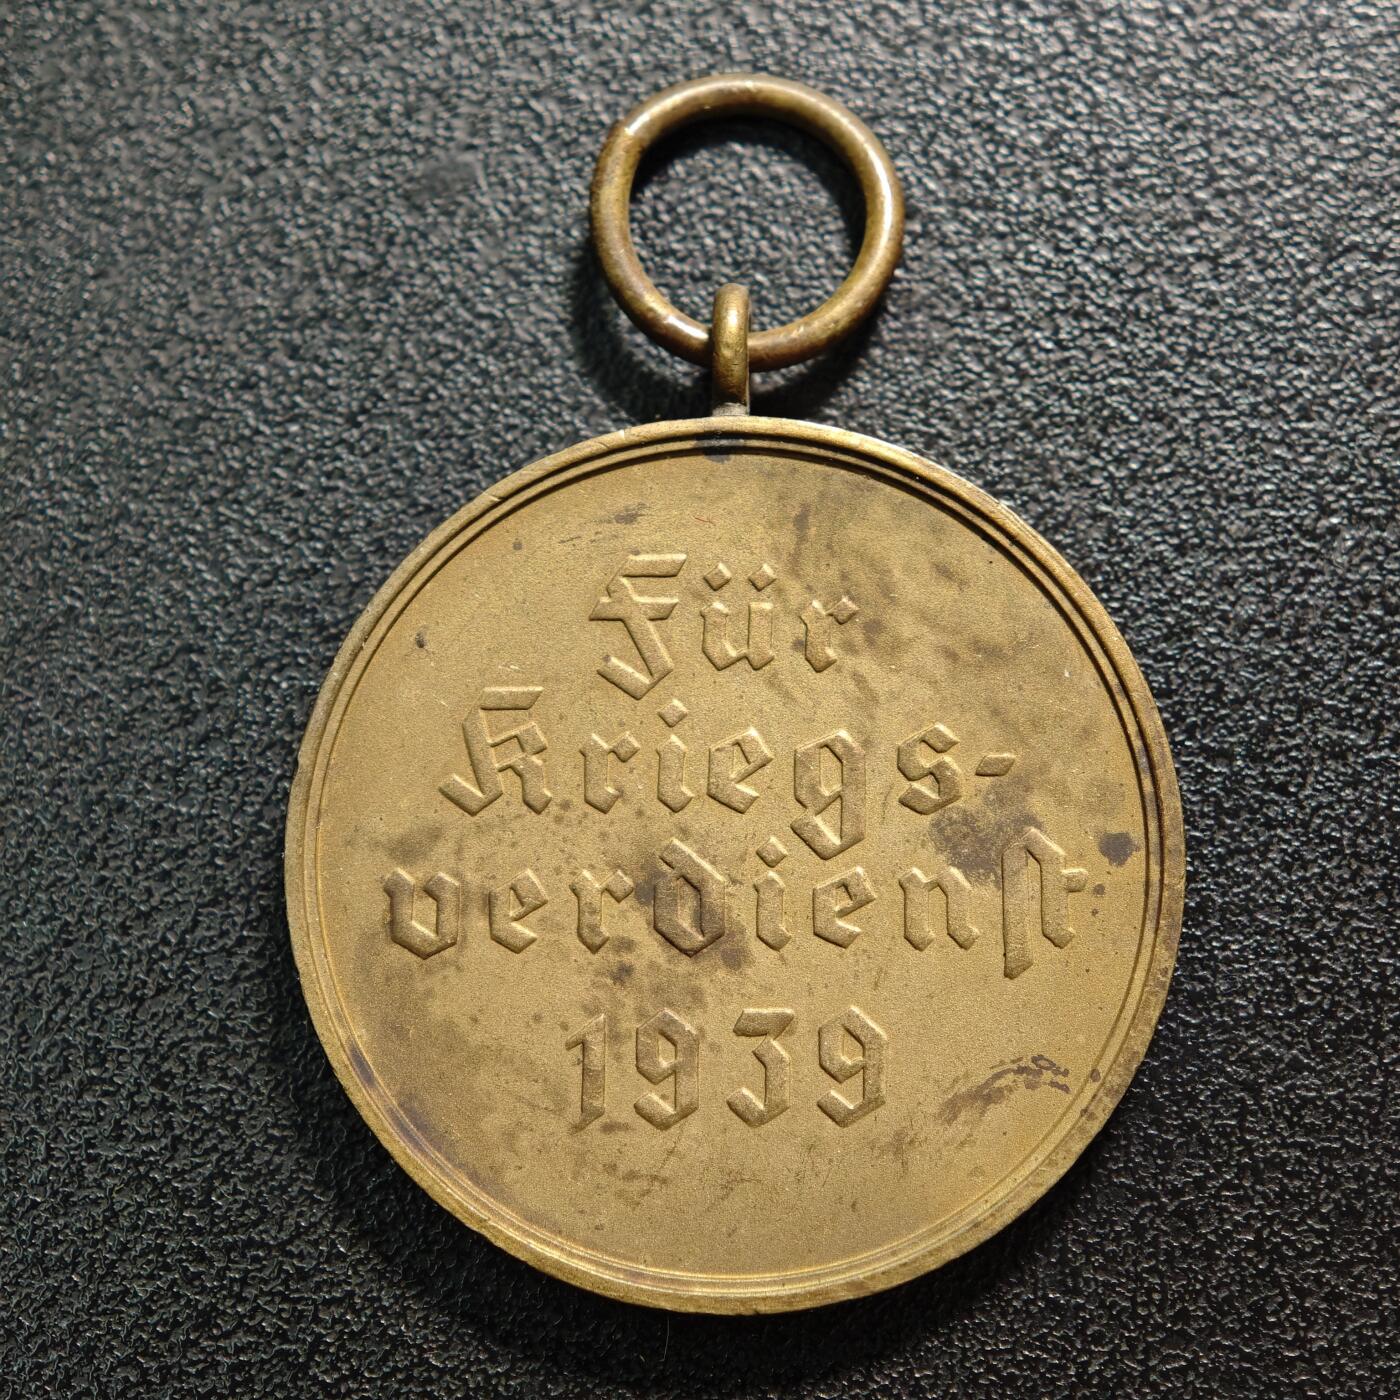 Für
Kriegs-
verdienſt
1939